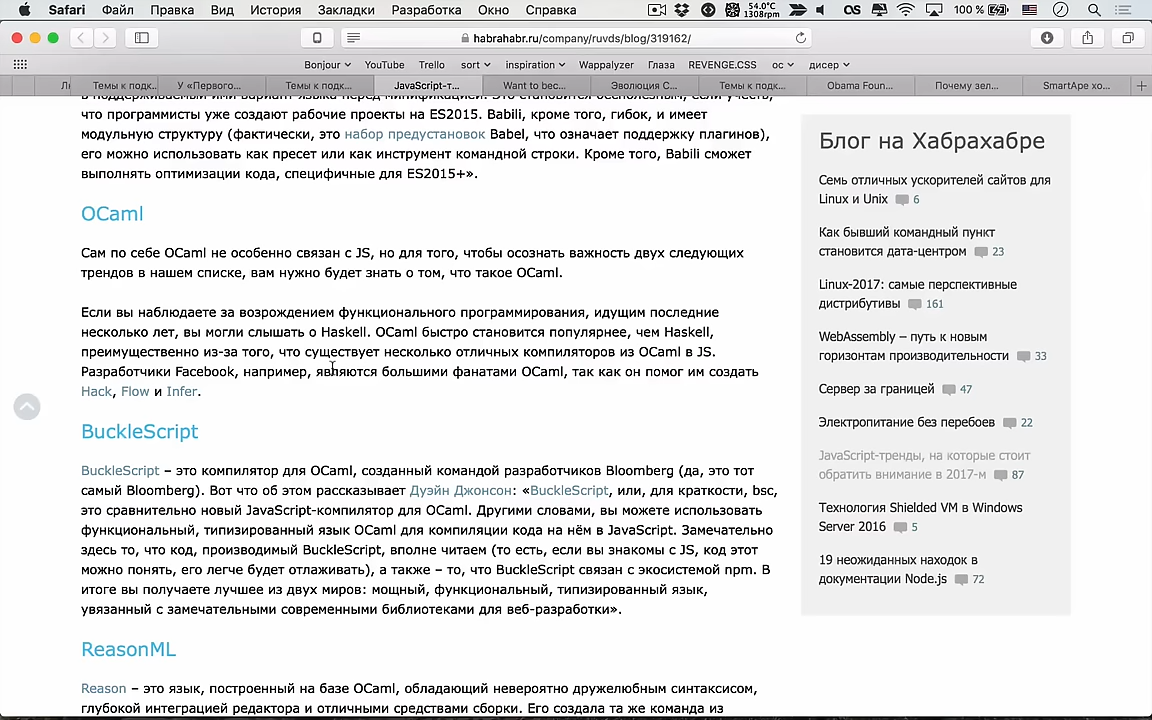 Safari Файл Правка Вид История Закладки Разработка Окно Справка 54.0°C 1308rpm 100 %
habrahabr.ru/company/ruvds/blog/319162/
Bonjour YouTube Trello sort inspiration Wappalyzer Глаза REVENGE.CSS ос дисер
Темы к подк... У «Первого... Темы к подк... JavaScript-т... Want to bec... Эволюция С... Темы к подк... Obama Foun... Почему зел... SmartApe хо...
в поддерживаемый ими вариант языка перед минификацией. Это становится бесполезным, если учесть,
что программисты уже создают рабочие проекты на ES2015. Babili, кроме того, гибок, и имеет
модульную структуру (фактически, это набор предустановок Babel, что означает поддержку плагинов),
его можно использовать как пресет или как инструмент командной строки. Кроме того, Babili сможет
выполнять оптимизации кода, специфичные для ES2015+».
OCaml
Сам по себе OCaml не особенно связан с JS, но для того, чтобы осознать важность двух следующих
трендов в нашем списке, вам нужно будет знать о том, что такое OCaml.
Если вы наблюдаете за возрождением функционального программирования, идущим последние
несколько лет, вы могли слышать о Haskell. OCaml быстро становится популярнее, чем Haskell,
преимущественно из-за того, что существует несколько отличных компиляторов из OCaml в JS.
Разработчики Facebook, например, являются большими фанатами OCaml, так как он помог им создать
Hack, Flow и Infer.
BuckleScript
BuckleScript – это компилятор для OCaml, созданный командой разработчиков Bloomberg (да, это тот
самый Bloomberg). Вот что об этом рассказывает Дуэйн Джонсон: «BuckleScript, или, для краткости, bsc,
это сравнительно новый JavaScript-компилятор для OCaml. Другими словами, вы можете использовать
функциональный, типизированный язык OCaml для компиляции кода на нём в JavaScript. Замечательно
здесь то, что код, производимый BuckleScript, вполне читаем (то есть, если вы знакомы с JS, код этот
можно понять, его легче будет отлаживать), а также – то, что BuckleScript связан с экосистемой npm. В
итоге вы получаете лучшее из двух миров: мощный, функциональный, типизированный язык,
увязанный с замечательными современными библиотеками для веб-разработки».
ReasonML
Reason – это язык, построенный на базе OCaml, обладающий невероятно дружелюбным синтаксисом,
глубокой интеграцией редактора и отличными средствами сборки. Его создала та же команда из
Блог на Хабрахабре
Семь отличных ускорителей сайтов для
Linux и Unix 6
Как бывший командный пункт
становится дата-центром 23
Linux-2017: самые перспективные
дистрибутивы 161
WebAssembly – путь к новым
горизонтам производительности 33
Сервер за границей 47
Электропитание без перебоев 22
JavaScript-тренды, на которые стоит
обратить внимание в 2017-м 87
Технология Shielded VM в Windows
Server 2016 5
19 неожиданных находок в
документации Node.js 72